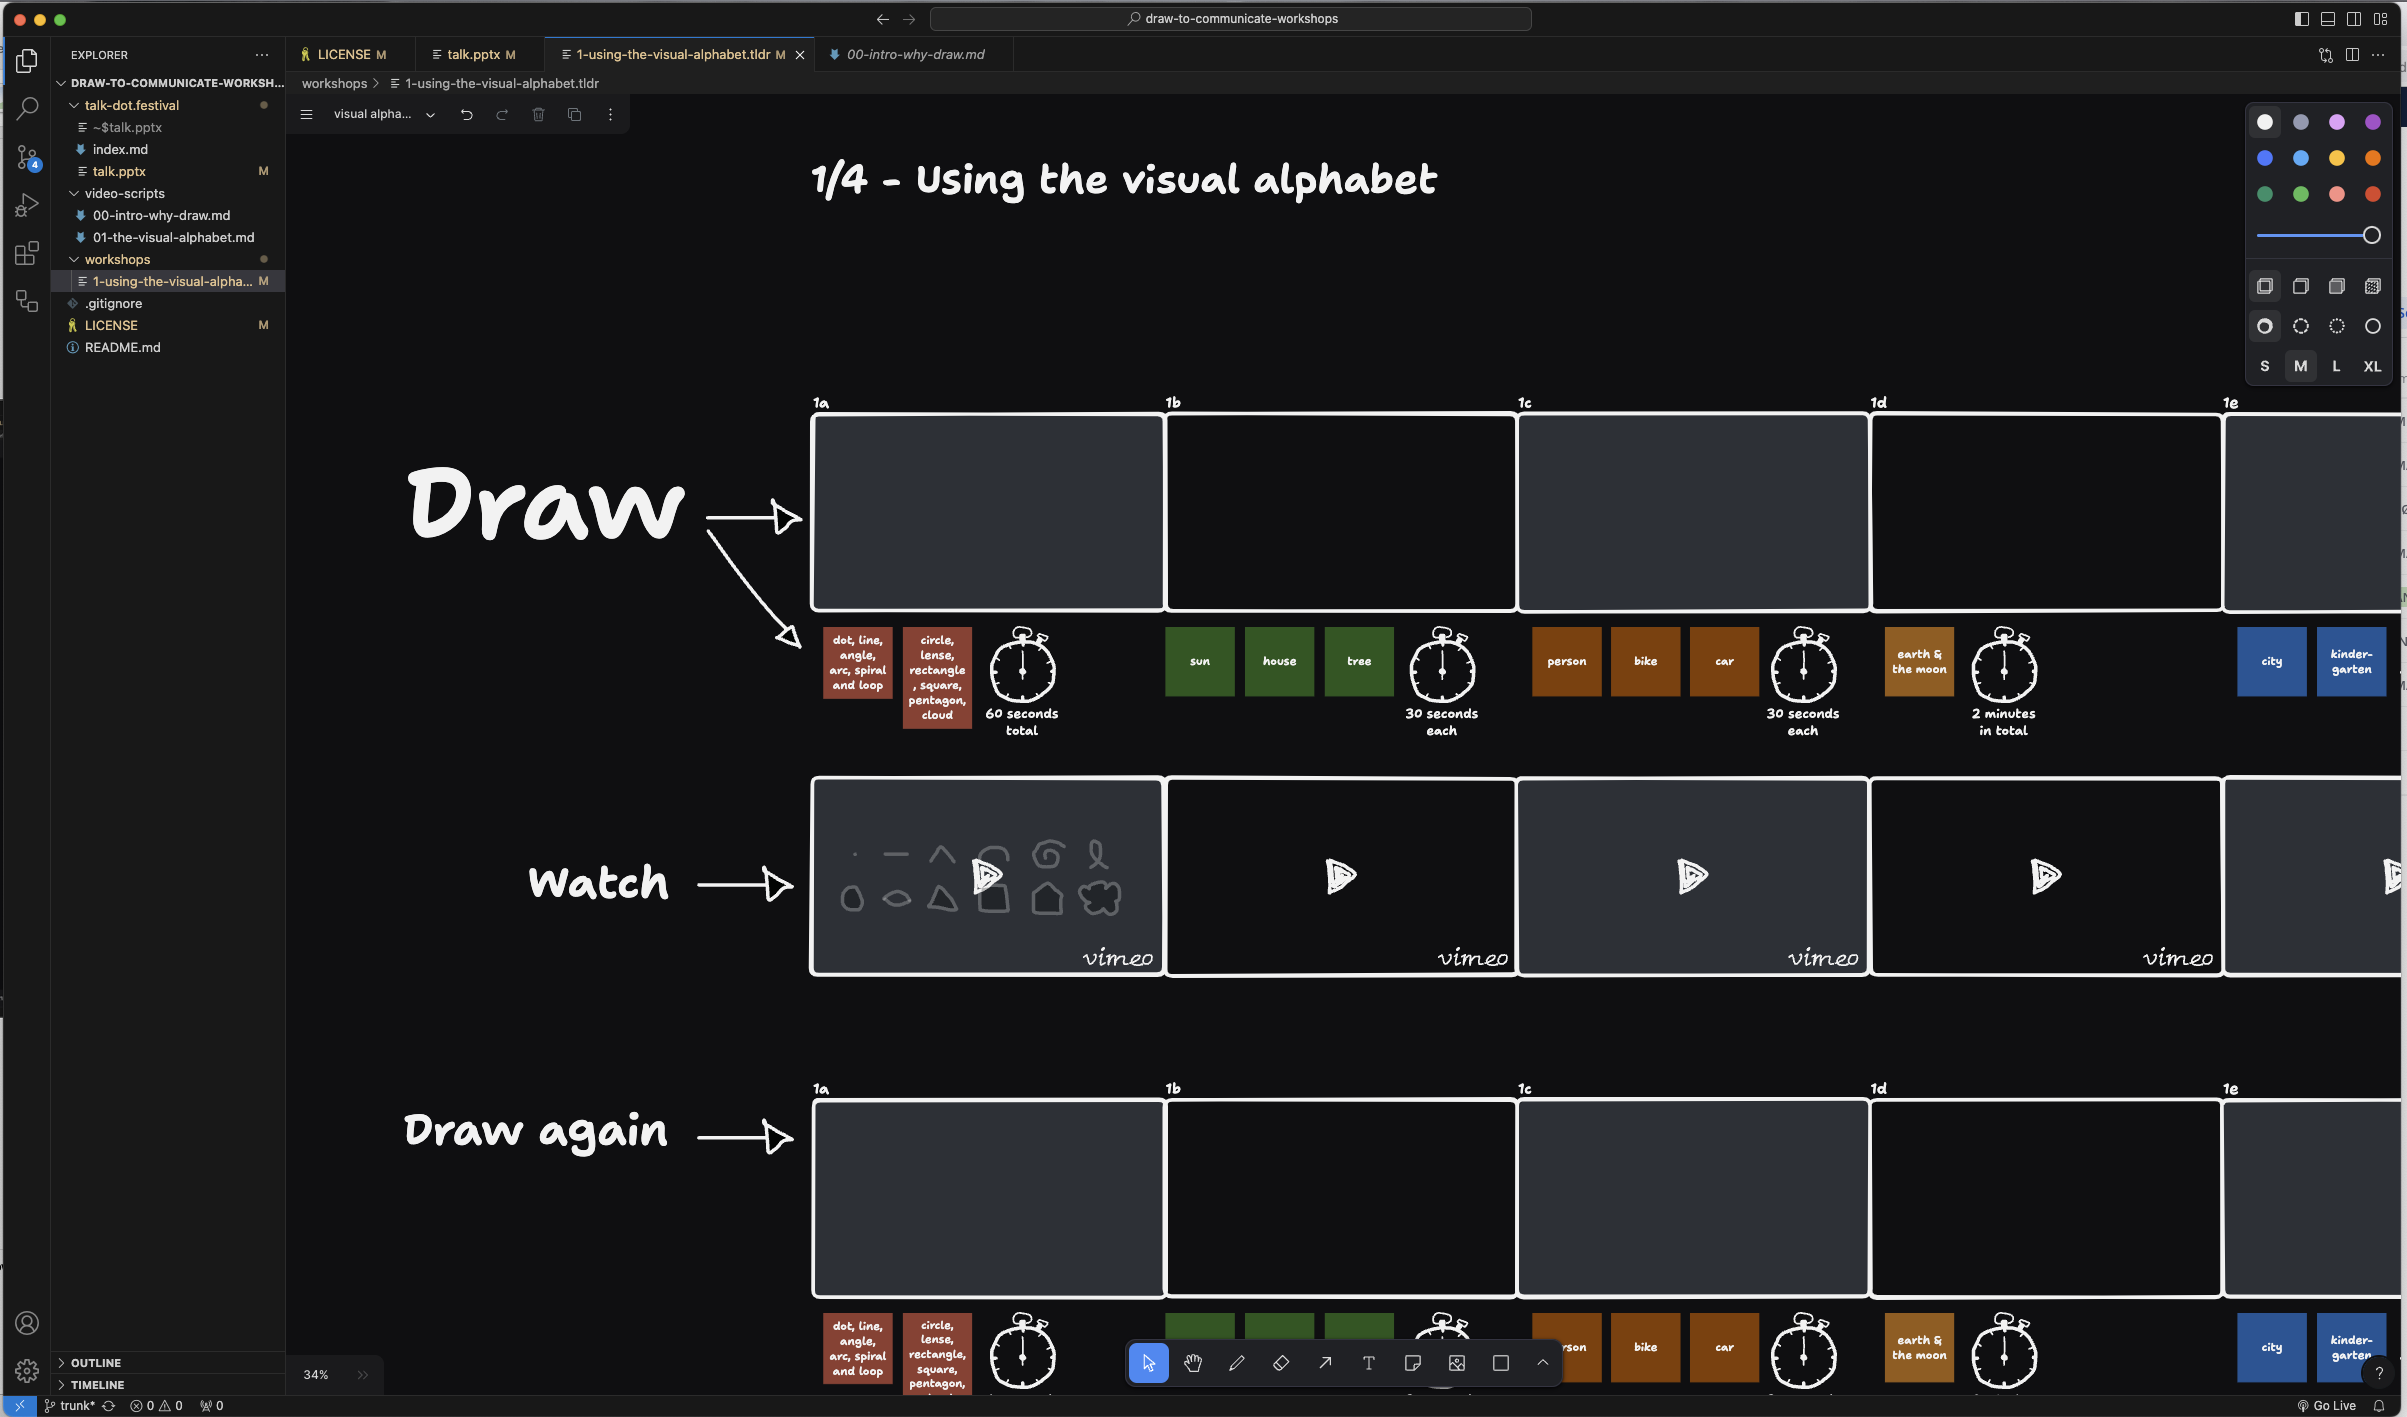 draw-to-communicate-workshops
EXPLORER
LICENSE M
talk.pptx M
1-using-the-visual-alphabet.tldr M
00-intro-why-draw.md
DRAW-TO-COMMUNICATE-WORKSH...
talk-dot.festival
~$talk.pptx
index.md
talk.pptx M
video-scripts
00-intro-why-draw.md
01-the-visual-alphabet.md
workshops
1-using-the-visual-alpha... M
.gitignore
LICENSE M
README.md
OUTLINE
TIMELINE
workshops > 1-using-the-visual-alphabet.tldr
visual alpha...
S M L XL
1/4 - Using the visual alphabet
1a
1b
1c
1d
1e
Draw
dot, line,
angle,
arc, spiral
and loop
circle,
lense,
rectangle
, square,
pentagon,
cloud
60 seconds
total
sun
house
tree
30 seconds
each
person
bike
car
30 seconds
each
earth &
the moon
2 minutes
in total
city
kinder-
garten
Watch
vimeo
vimeo
vimeo
vimeo
1a
1b
1c
1d
1e
Draw again
dot, line,
angle,
arc, spiral
and loop
circle,
lense,
rectangle,
square,
pentagon,
rson
bike
car
earth &
the moon
city
kinder-
garten
34%
T
?
4
trunk*
0
0
0
Go Live